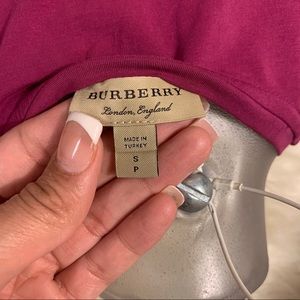 BURBERRY
London, England
MADE IN
TURKEY
S
P